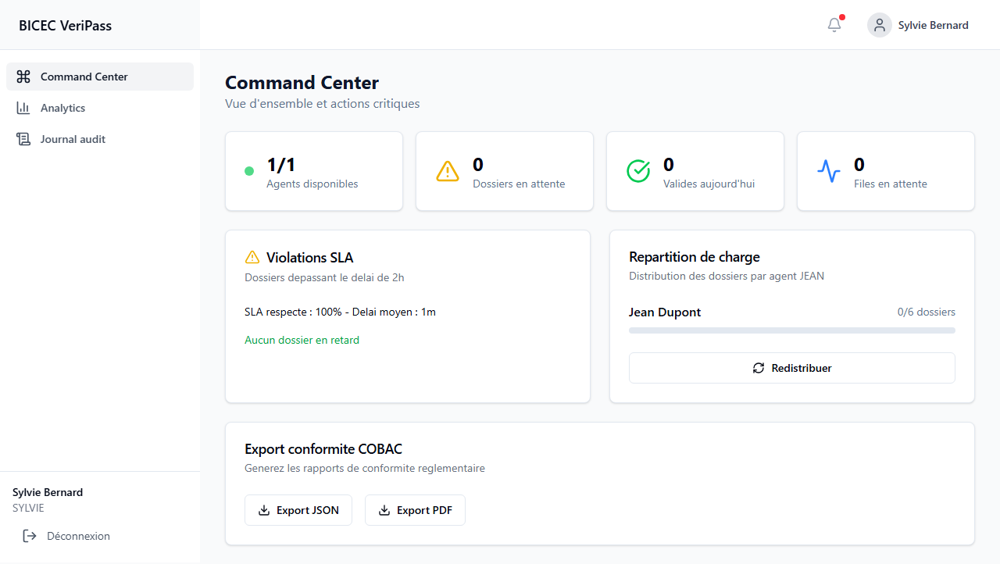 BICEC VeriPass
Sylvie Bernard
Command Center
Analytics
Journal audit
Command Center
Vue d'ensemble et actions critiques
1/1
Agents disponibles
0
Dossiers en attente
0
Valides aujourd'hui
0
Files en attente
Violations SLA
Dossiers depassant le delai de 2h
SLA respecte : 100% - Delai moyen : 1m
Aucun dossier en retard
Repartition de charge
Distribution des dossiers par agent JEAN
Jean Dupont
0/6 dossiers
Redistribuer
Export conformite COBAC
Generez les rapports de conformite reglementaire
Export JSON
Export PDF
Sylvie Bernard
SYLVIE
Déconnexion